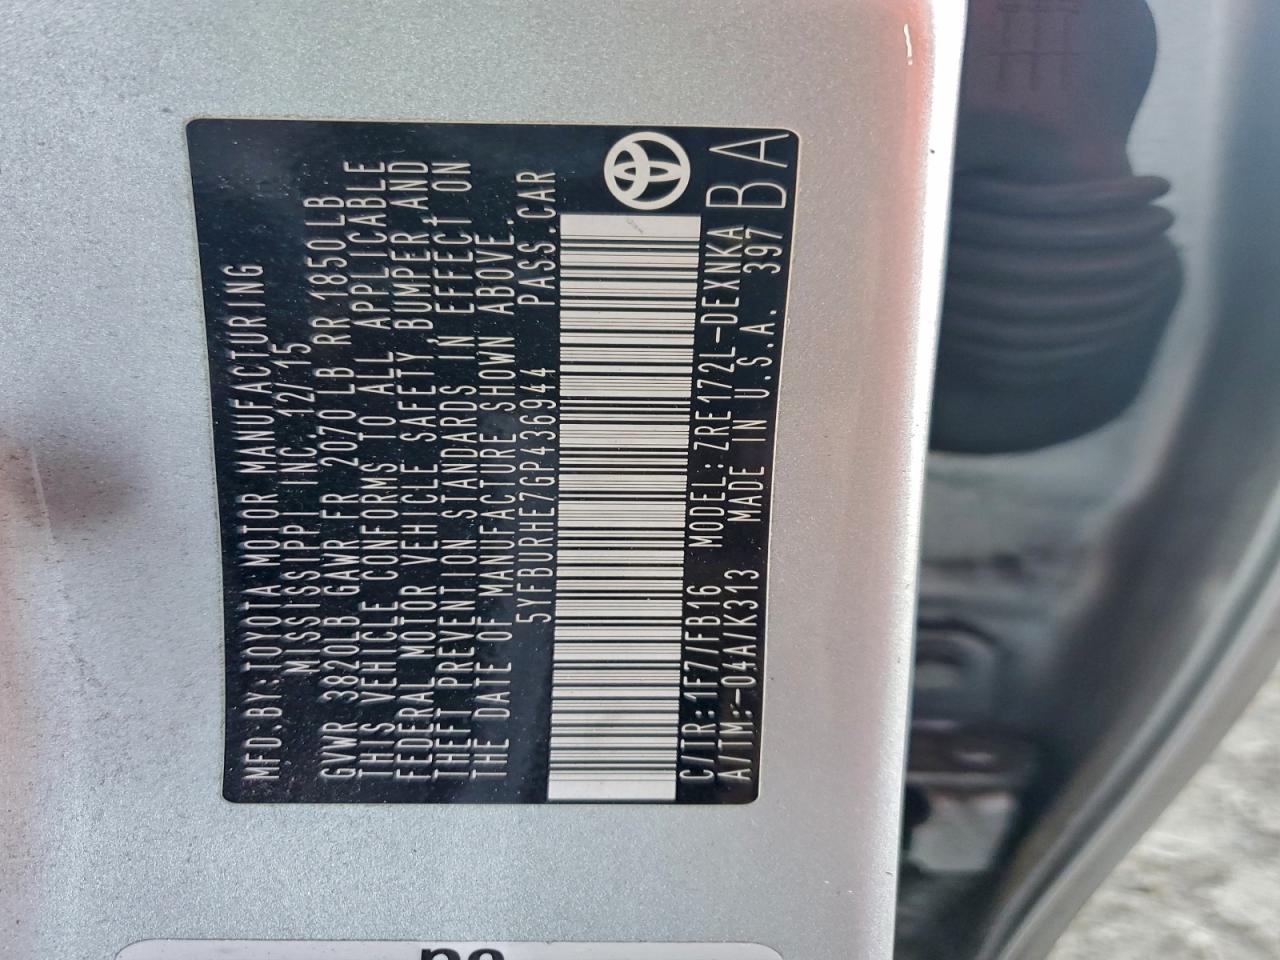 MFD.BY:TOYOTA MOTOR MANUFACTURING
MISSISSIPPI INC. 12/15
GVWR 3820LB GAWR FR 2070 LB RR 1850 LB
THIS VEHICLE CONFORMS TO ALL APPLICABLE
FEDERAL MOTOR VEHICLE SAFETY, BUMPER, AND
THEFT PREVENTION STANDARDS IN EFFECT ON
THE DATE OF MANUFACTURE SHOWN ABOVE.
5YFBURHE7GP436944 PASS.CAR
C/TR: 1F7/FB16 MODEL: ZRE172L-DEXNKA
A/TM:-04A/K313 MADE IN U.S.A. 397 BA